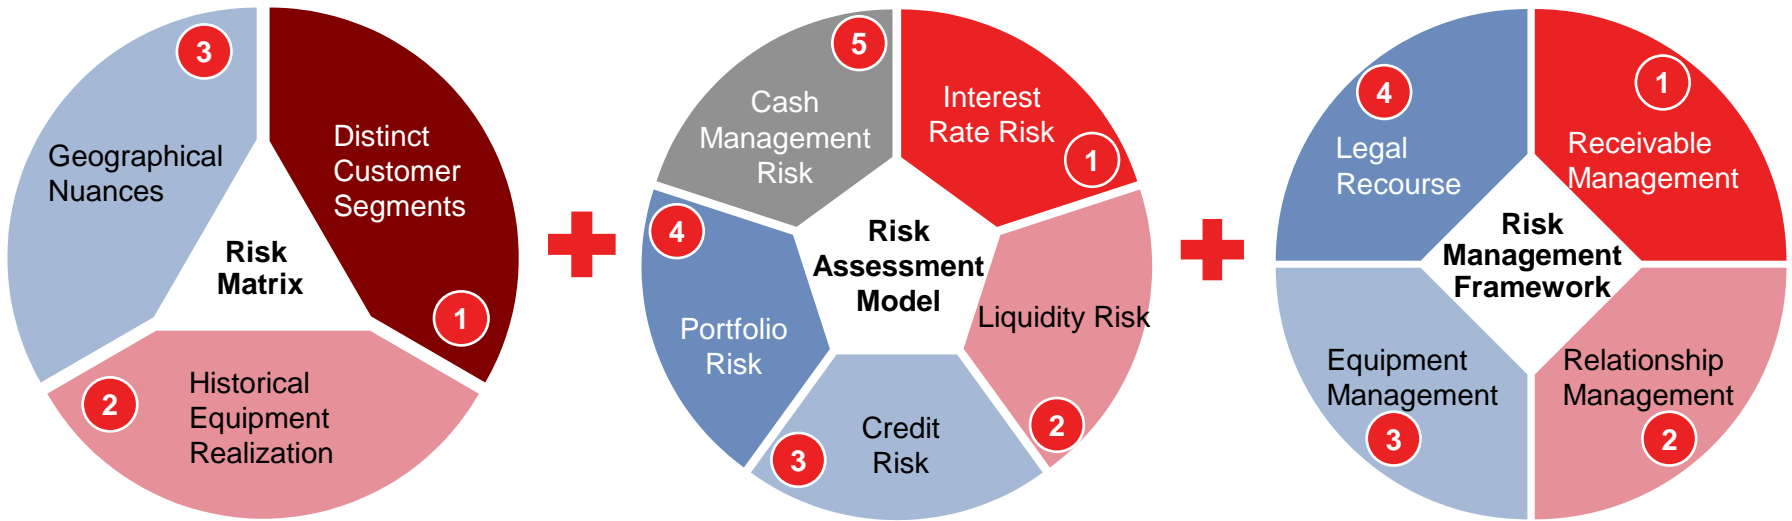 3
Geographical
Nuances
Distinct
Customer
Segments
1
Risk
Matrix
2
Historical
Equipment
Realization
5
Cash
Management
Risk
Interest
Rate Risk
1
4
Portfolio
Risk
Risk
Assessment
Model
Liquidity Risk
2
3
Credit
Risk
4
Legal
Recourse
1
Receivable
Management
Risk
Management
Framework
Equipment
Management
3
Relationship
Management
2